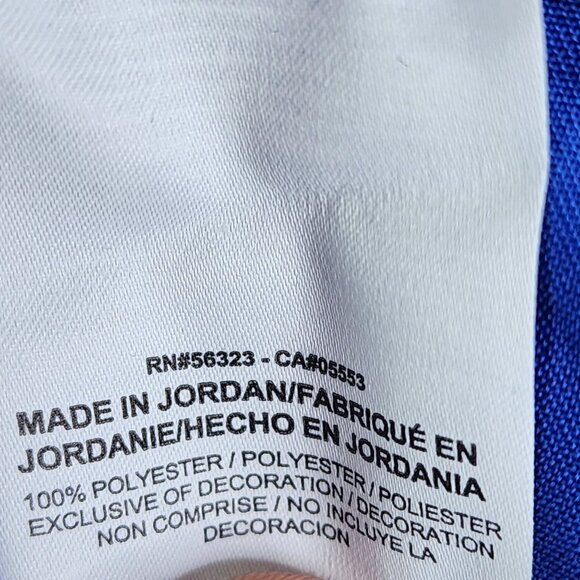 RN#56323 - CA#05553
MADE IN JORDAN/FABRIQUÉ EN
JORDANIE/HECHO EN JORDANIA
100% POLYESTER / POLYESTER / POLIESTER
EXCLUSIVE OF DECORATION / DECORATION
NON COMPRISE / NO INCLUYE LA
DECORACION